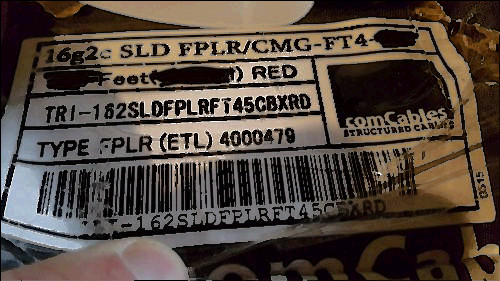 16g2c SLD FPLR/CMG-FT4-
Feet ( ) RED
TRI-162SLDFPLRFT45CBXRD
comCables
STRUCTURED CABLES
TYPE FPLR (ETL) 4000479
-162SLDFPLRFT45CBXRD